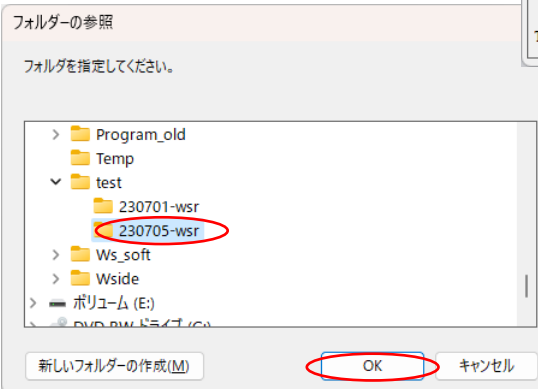 フォルダーの参照
フォルダを指定してください。
Program_old
Temp
test
230701-wsr
230705-wsr
Ws_soft
Wside
ボリューム (E:)
新しいフォルダーの作成(M)
OK
キャンセル